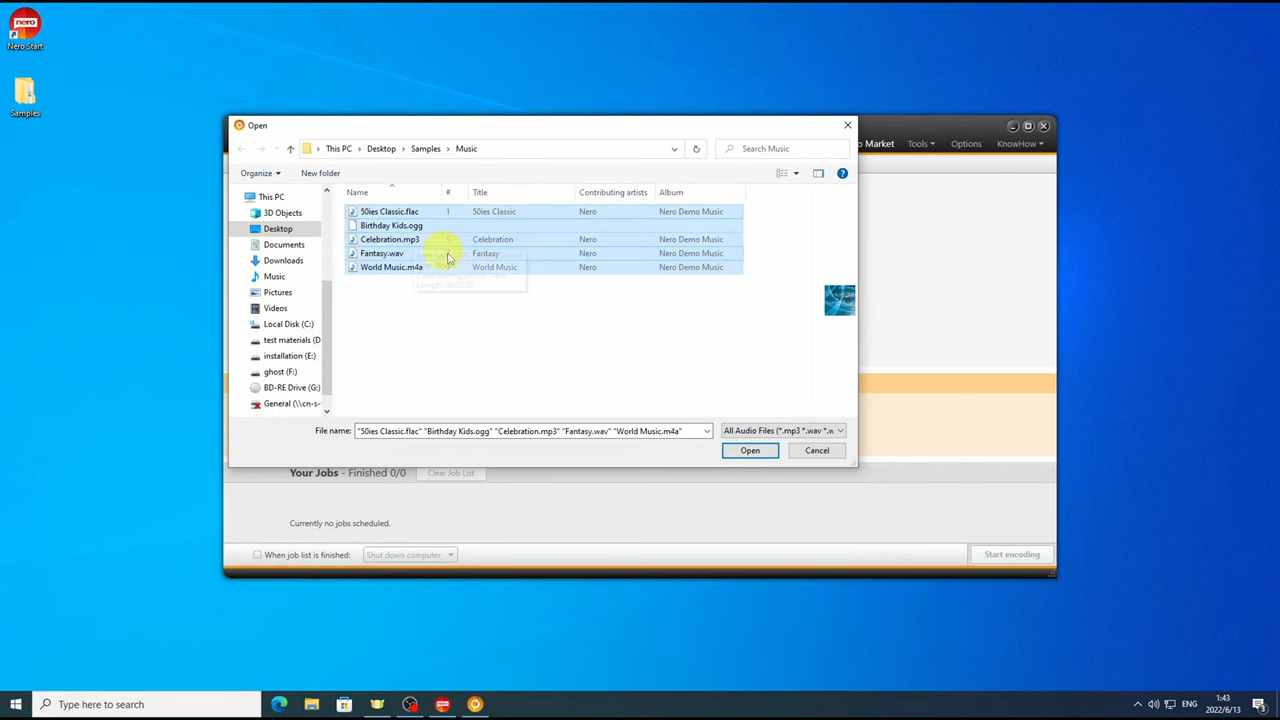 nero
Nero Start
Samples
Open
This PC > Desktop > Samples > Music
Search Music
Market Tools Options KnowHow
Organize New folder
Name # Title Contributing artists Album
This PC
3D Objects
Desktop
Documents
Downloads
Music
Pictures
Videos
Local Disk (C:)
test materials (D
installation (E:)
ghost (F:)
BD-RE Drive (G:)
General (\\cn-s-
50ies Classic.flac 1 50ies Classic Nero Nero Demo Music
Birthday Kids.ogg
Celebration.mp3 Celebration Nero Nero Demo Music
Fantasy.wav Fantasy Nero Nero Demo Music
World Music.m4a World Music Nero Nero Demo Music
File name: "50ies Classic.flac" "Birthday Kids.ogg" "Celebration.mp3" "Fantasy.wav" "World Music.m4a"
All Audio Files (*.mp3 *.wav *.w
Open Cancel
Your Jobs - Finished 0/0 Clear Job List
Currently no jobs scheduled.
When job list is finished: Shut down computer Start encoding
Type here to search
ENG
1:43
2022/6/13
3